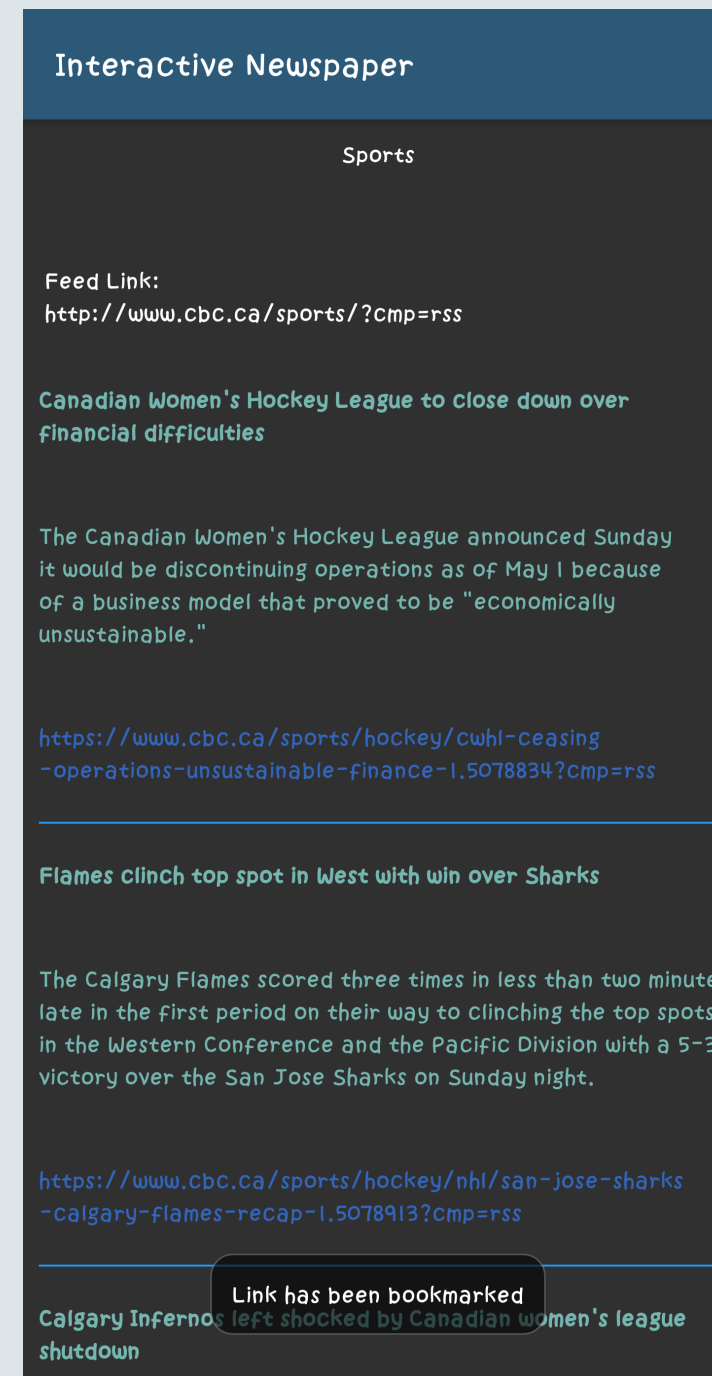 Interactive Newspaper
Sports
Feed Link:
http://www.cbc.ca/sports/?cmp=rss
Canadian Women's Hockey League to close down over
financial difficulties
The Canadian Women's Hockey League announced Sunday
it would be discontinuing operations as of May 1 because
of a business model that proved to be "economically
unsustainable."
https://www.cbc.ca/sports/hockey/cwhl-ceasing
-operations-unsustainable-finance-1.5078834?cmp=rss
Flames clinch top spot in West with win over Sharks
The Calgary Flames scored three times in less than two minute
late in the first period on their way to clinching the top spots
in the Western Conference and the Pacific Division with a 5-3
victory over the San Jose Sharks on Sunday night.
https://www.cbc.ca/sports/hockey/nhl/san-jose-sharks
-calgary-flames-recap-1.5078913?cmp=rss
Link has been bookmarked
Calgary Infernos left shocked by Canadian women's league
shutdown